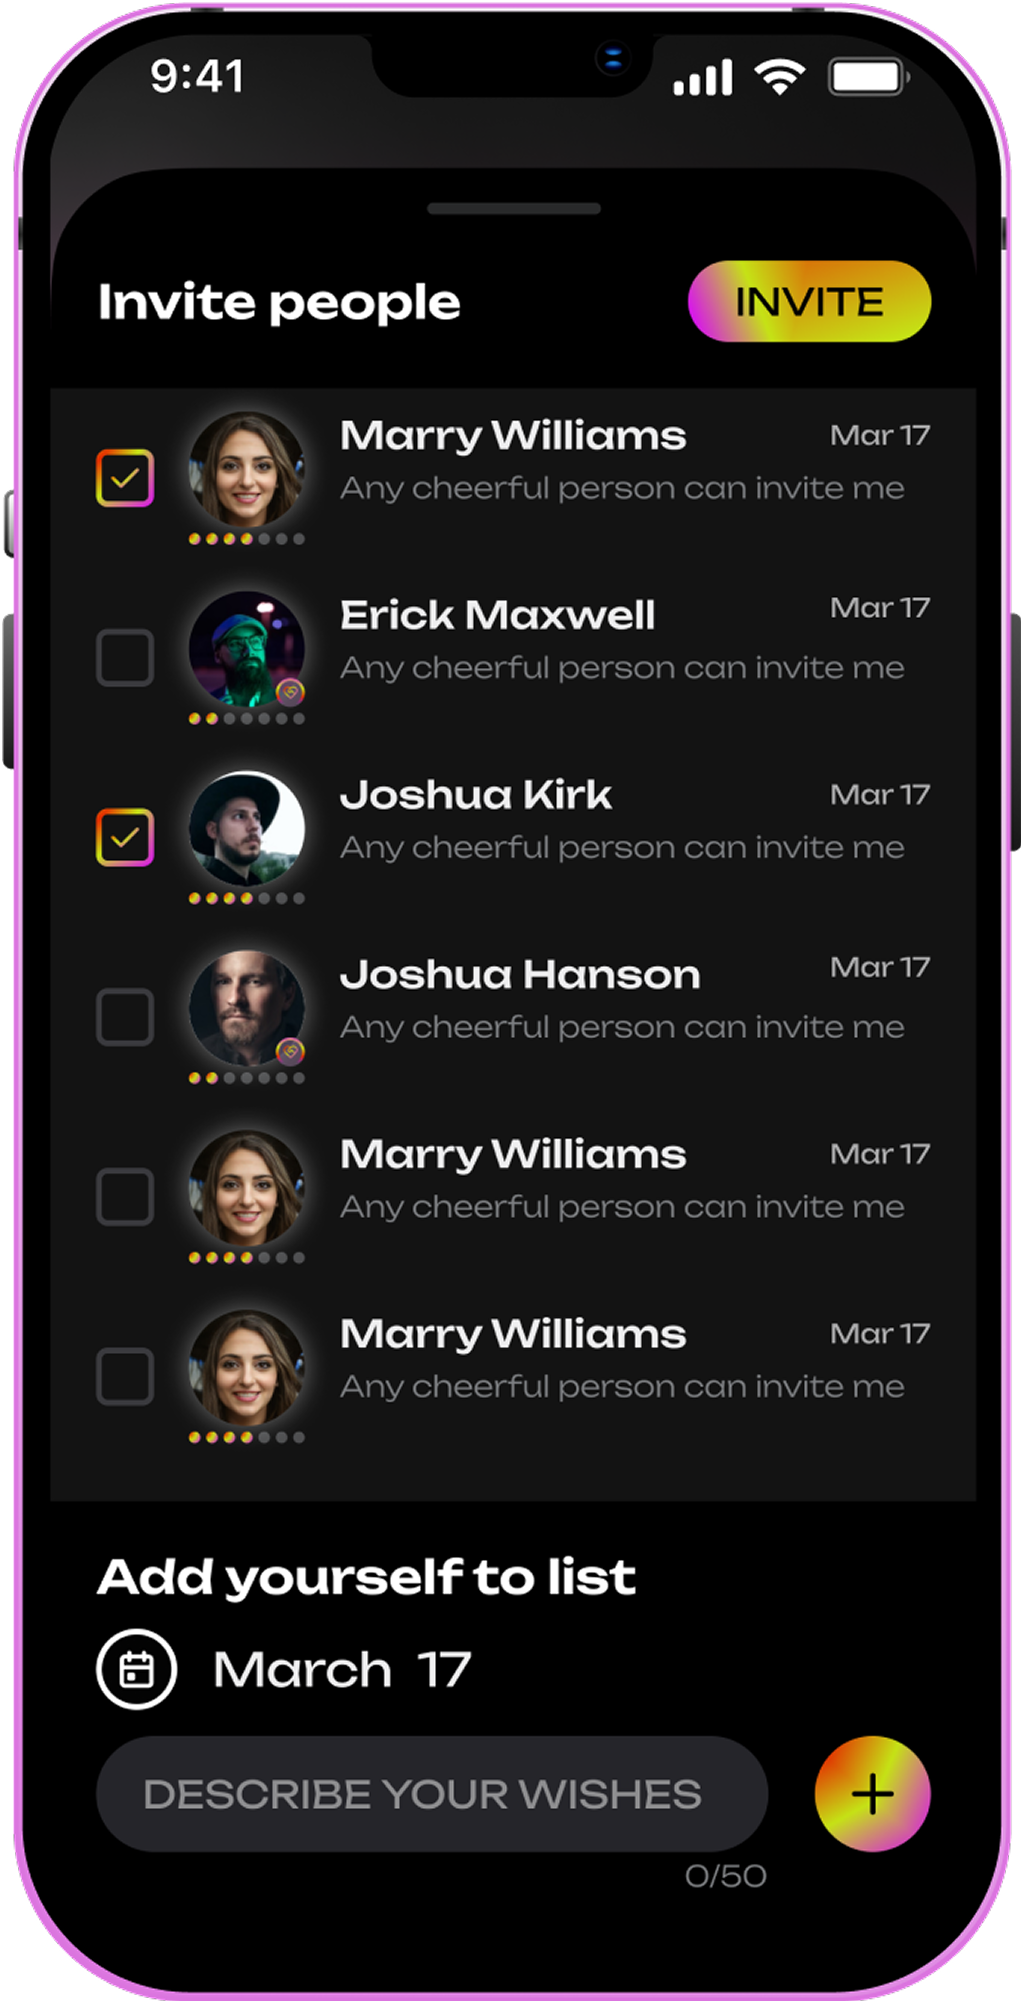 9:41
Invite people
INVITE
Marry Williams
Mar 17
Any cheerful person can invite me
Erick Maxwell
Mar 17
Any cheerful person can invite me
Joshua Kirk
Mar 17
Any cheerful person can invite me
Joshua Hanson
Mar 17
Any cheerful person can invite me
Marry Williams
Mar 17
Any cheerful person can invite me
Marry Williams
Mar 17
Any cheerful person can invite me
Add yourself to list
March 17
DESCRIBE YOUR WISHES
0/50